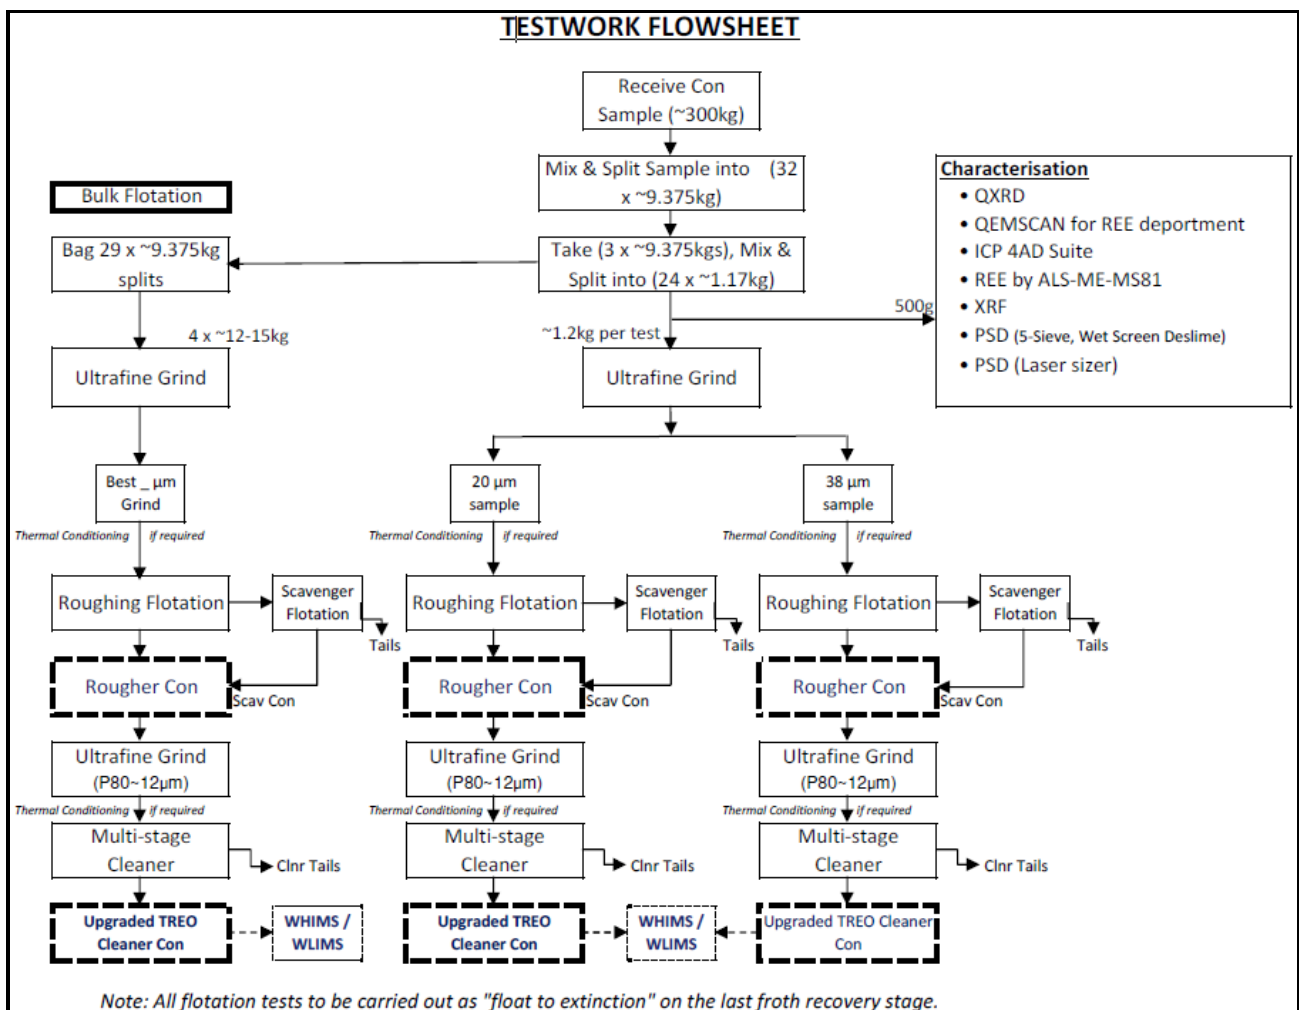 TESTWORK FLOWSHEET
Receive Con
Sample (~300kg)
Mix & Split Sample into (32
x ~9.375kg)
Characterisation
• QXRD
• QEMSCAN for REE deportment
• ICP 4AD Suite
• REE by ALS-ME-MS81
• XRF
• PSD (5-Sieve, Wet Screen Deslime)
• PSD (Laser sizer)
Bulk Flotation
Bag 29 x ~9.375kg
splits
Take (3 x ~9.375kgs), Mix &
Split into (24 x ~1.17kg)
500g
4 x ~12-15kg
~1.2kg per test
Ultrafine Grind
Ultrafine Grind
Best _ µm
Grind
20 µm
sample
38 µm
sample
Thermal Conditioning if required
Thermal Conditioning if required
Thermal Conditioning if required
Roughing Flotation
Scavenger
Flotation
Tails
Roughing Flotation
Scavenger
Flotation
Tails
Roughing Flotation
Scavenger
Flotation
Tails
Rougher Con
Scav Con
Rougher Con
Scav Con
Rougher Con
Scav Con
Ultrafine Grind
(P80~12µm)
Ultrafine Grind
(P80~12µm)
Ultrafine Grind
(P80~12µm)
Thermal Conditioning if required
Thermal Conditioning if required
Thermal Conditioning if required
Multi-stage
Cleaner
Clnr Tails
Multi-stage
Cleaner
Clnr Tails
Multi-stage
Cleaner
Clnr Tails
Upgraded TREO
Cleaner Con
WHIMS /
WLIMS
Upgraded TREO
Cleaner Con
WHIMS /
WLIMS
Upgraded TREO Cleaner
Con
Note: All flotation tests to be carried out as "float to extinction" on the last froth recovery stage.